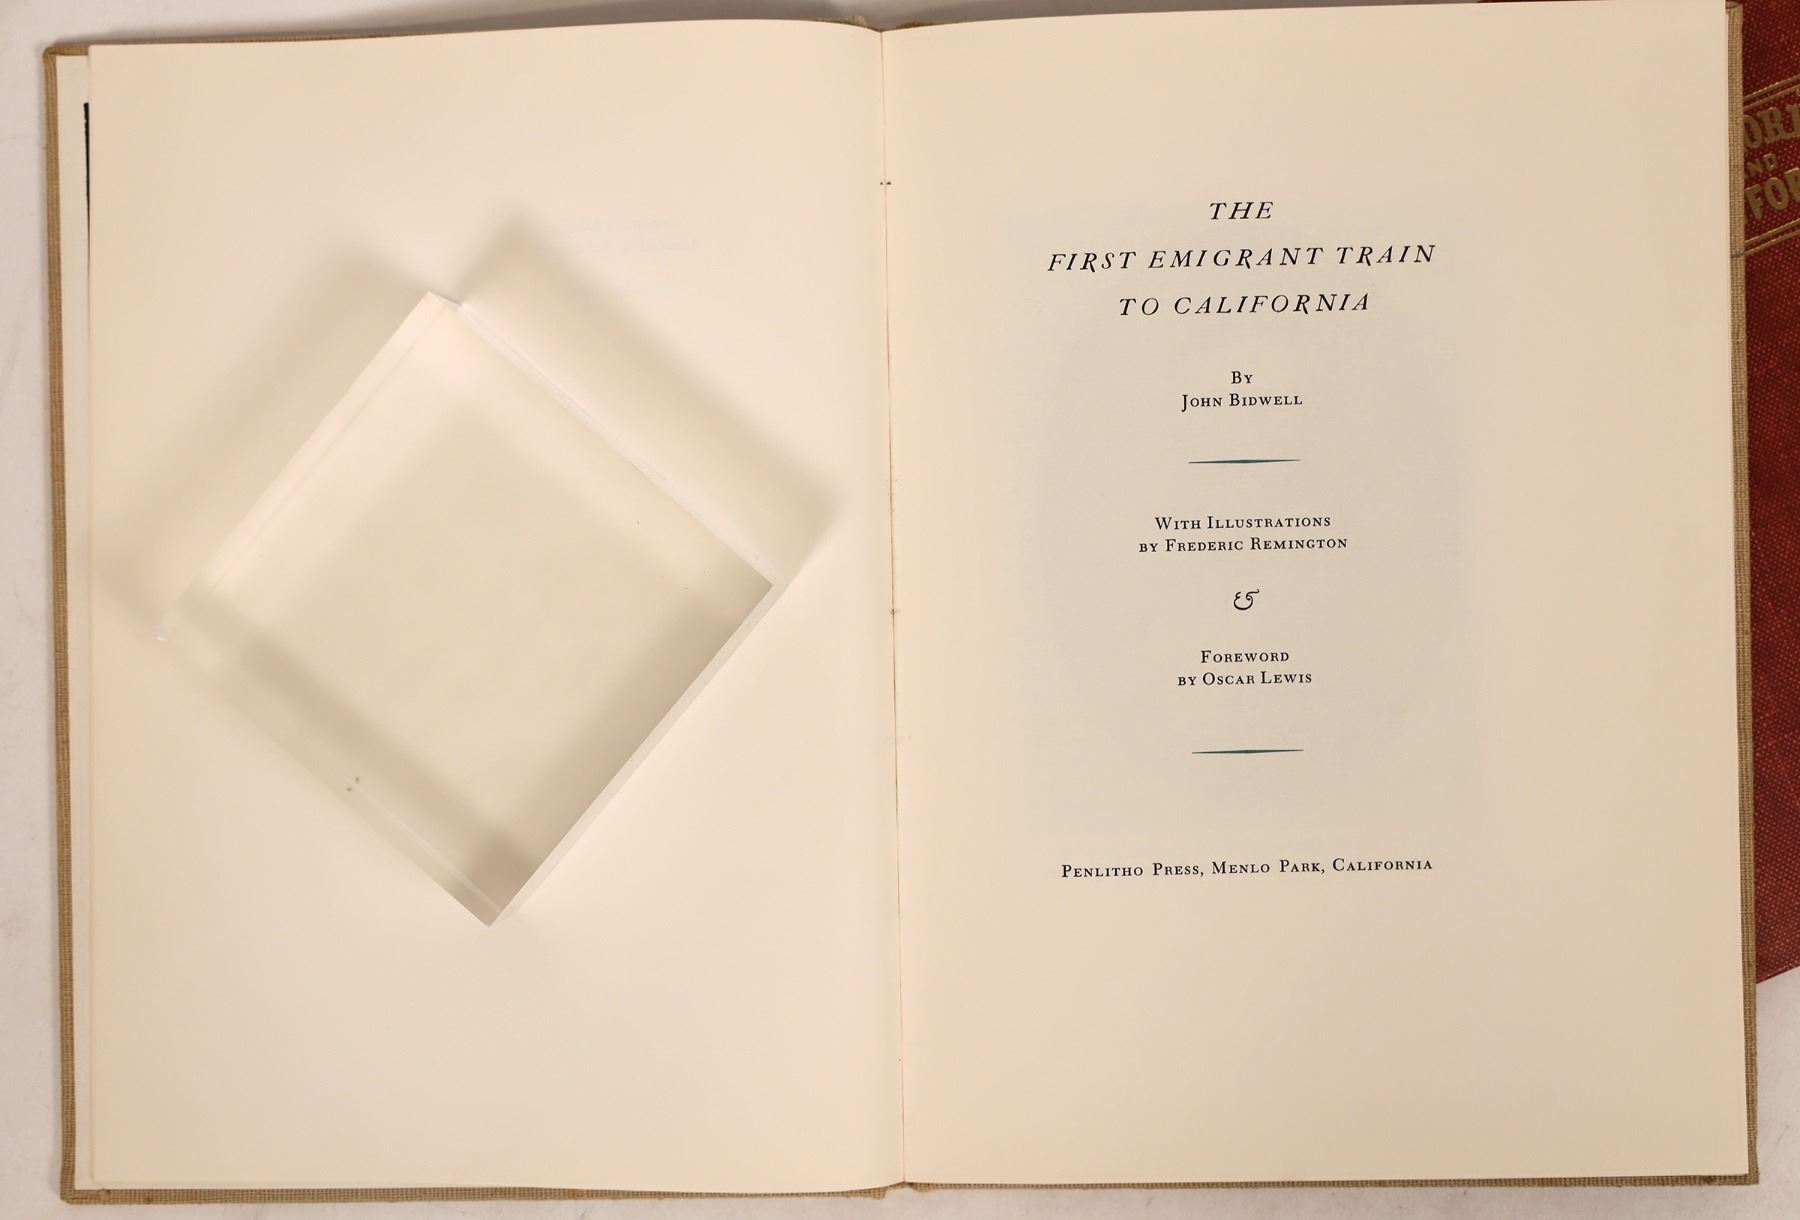 THE
FIRST EMIGRANT TRAIN
TO CALIFORNIA
BY
JOHN BIDWELL
WITH ILLUSTRATIONS
BY FREDERIC REMINGTON
&
FOREWORD
BY OSCAR LEWIS
PENLITHO PRESS, MENLO PARK, CALIFORNIA